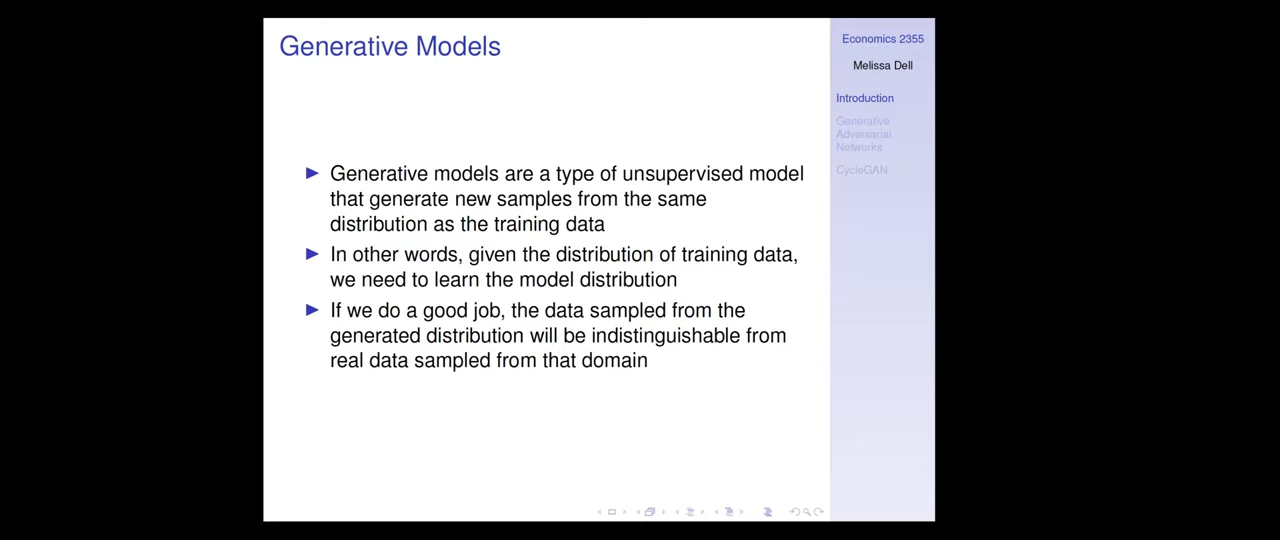 Generative Models
► Generative models are a type of unsupervised model
that generate new samples from the same
distribution as the training data
► In other words, given the distribution of training data,
we need to learn the model distribution
► If we do a good job, the data sampled from the
generated distribution will be indistinguishable from
real data sampled from that domain
Economics 2355
Melissa Dell
Introduction
Generative
Adversarial
Networks
CycleGAN